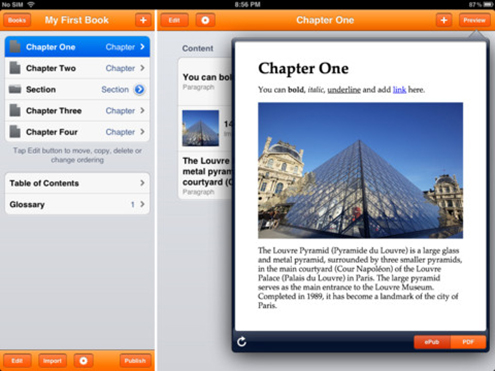 No SIM
8:56 PM
87%
Books
My First Book
+
Edit
Chapter One
+
Preview
Chapter One
Chapter
Chapter Two
Chapter
Section
Section
Chapter Three
Chapter
Chapter Four
Chapter
Tap Edit button to move, copy, delete or
change ordering
Table of Contents
Glossary
1
Edit
Import
Publish
Content
You can bol
Paragraph
14
The Louvre
metal pyram
courtyard (C
Paragraph
Chapter One
You can bold, italic, underline and add link here.
The Louvre Pyramid (Pyramide du Louvre) is a large glass
and metal pyramid, surrounded by three smaller pyramids,
in the main courtyard (Cour Napoléon) of the Louvre
Palace (Palais du Louvre) in Paris. The large pyramid
serves as the main entrance to the Louvre Museum.
Completed in 1989, it has become a landmark of the city of
Paris.
ePub
PDF